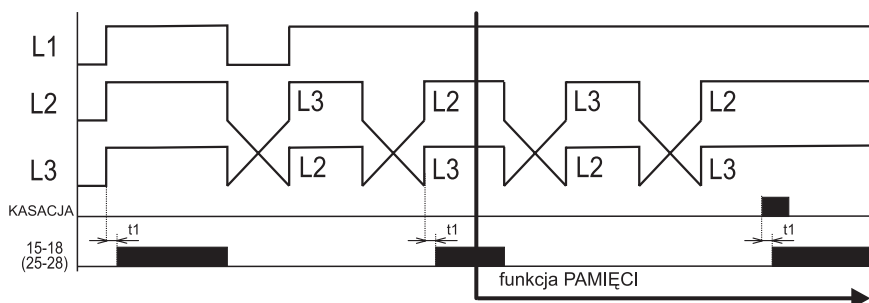 L1
L2 L3 L2 L3 L2
L3 L2 L3 L2 L3
KASACJA
t1 t1 t1
15-18
(25-28)
funkcja PAMIĘCI